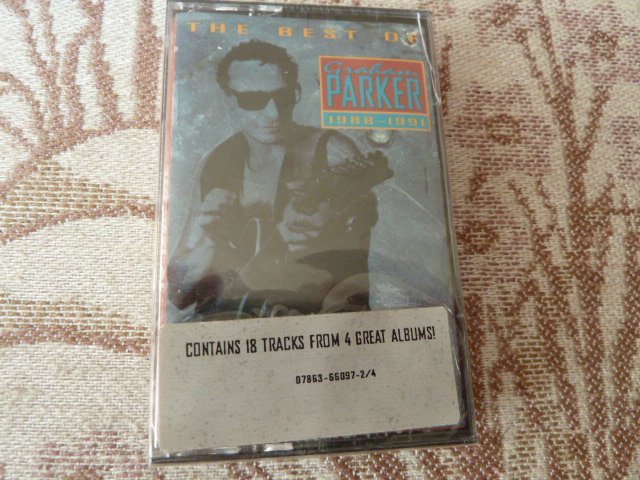 THE BEST OF
Graham
PARKER
1988-1991
CONTAINS 18 TRACKS FROM 4 GREAT ALBUMS!
07863-66097-2/4